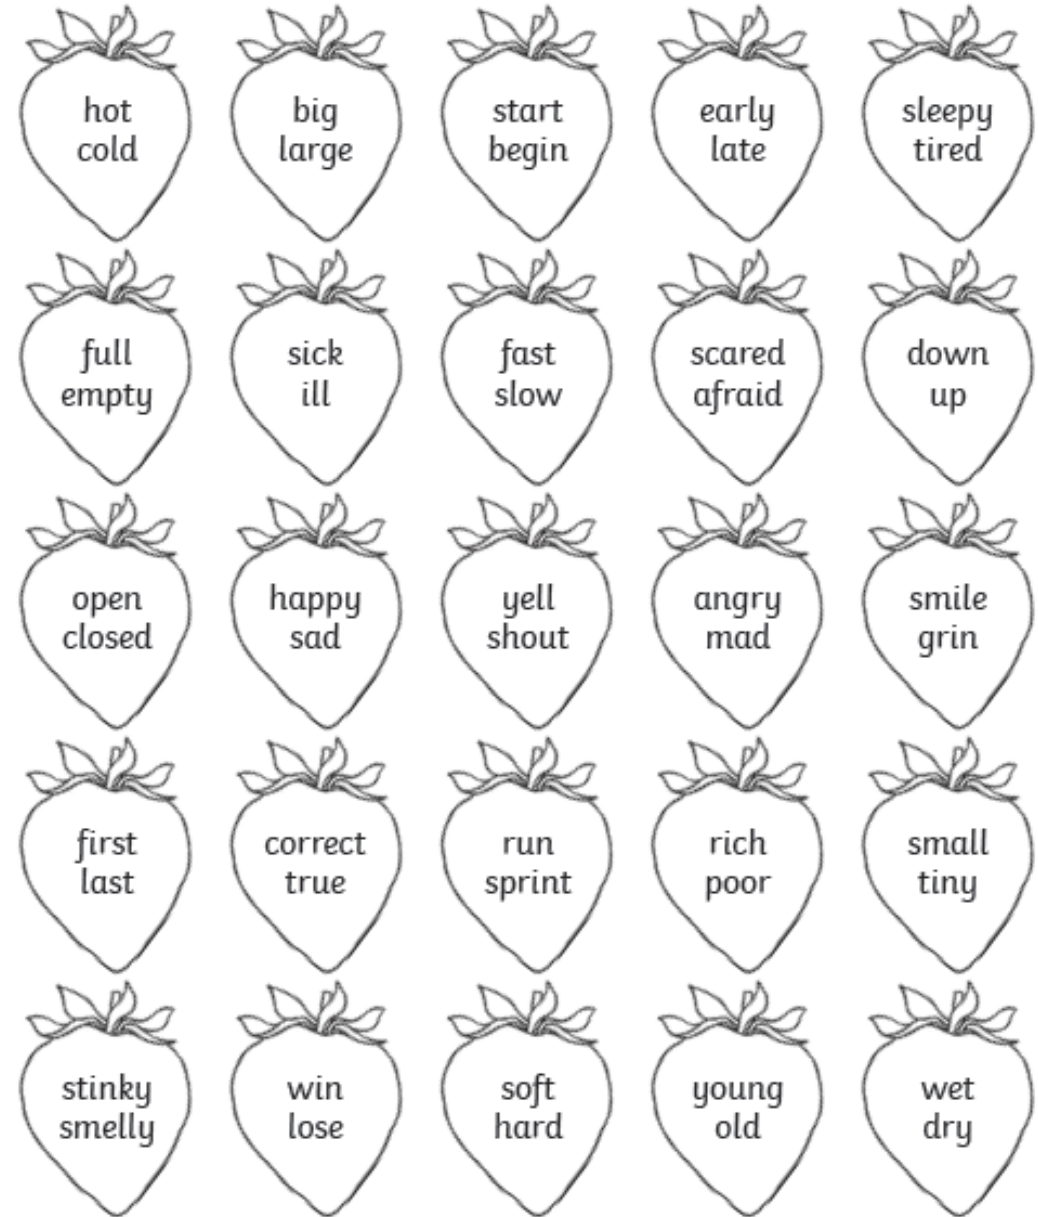 hot
cold
big
large
start
begin
early
late
sleepy
tired
full
empty
sick
ill
fast
slow
scared
afraid
down
up
open
closed
happy
sad
yell
shout
angry
mad
smile
grin
first
last
correct
true
run
sprint
rich
poor
small
tiny
stinky
smelly
win
lose
soft
hard
young
old
wet
dry